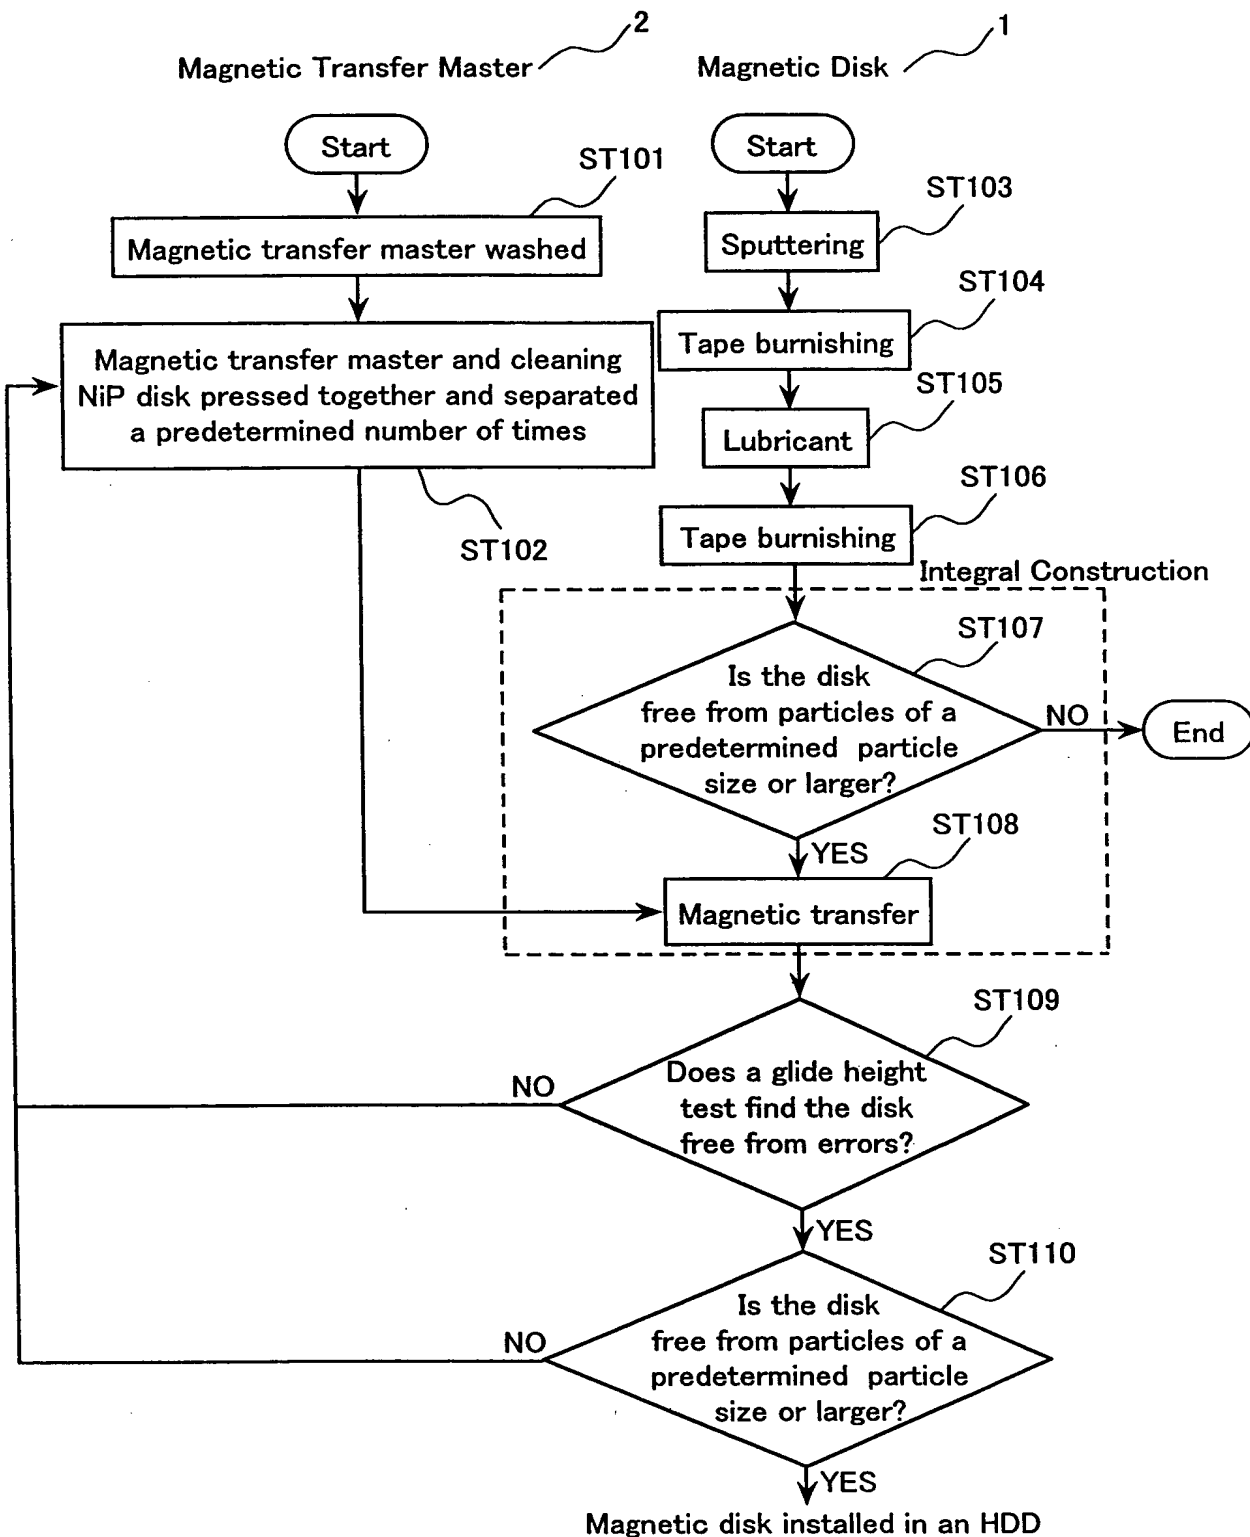 2
1
Magnetic Transfer Master
Magnetic Disk
Start
Start
ST101
ST103
Magnetic transfer master washed
Sputtering
ST104
Magnetic transfer master and cleaning
NiP disk pressed together and separated
a predetermined number of times
Tape burnishing
ST105
Lubricant
ST106
ST102
Tape burnishing
Integral Construction
ST107
Is the disk
free from particles of a
predetermined particle
size or larger?
NO
End
YES
ST108
Magnetic transfer
ST109
Does a glide height
test find the disk
free from errors?
NO
YES
ST110
Is the disk
free from particles of a
predetermined particle
size or larger?
NO
YES
Magnetic disk installed in an HDD